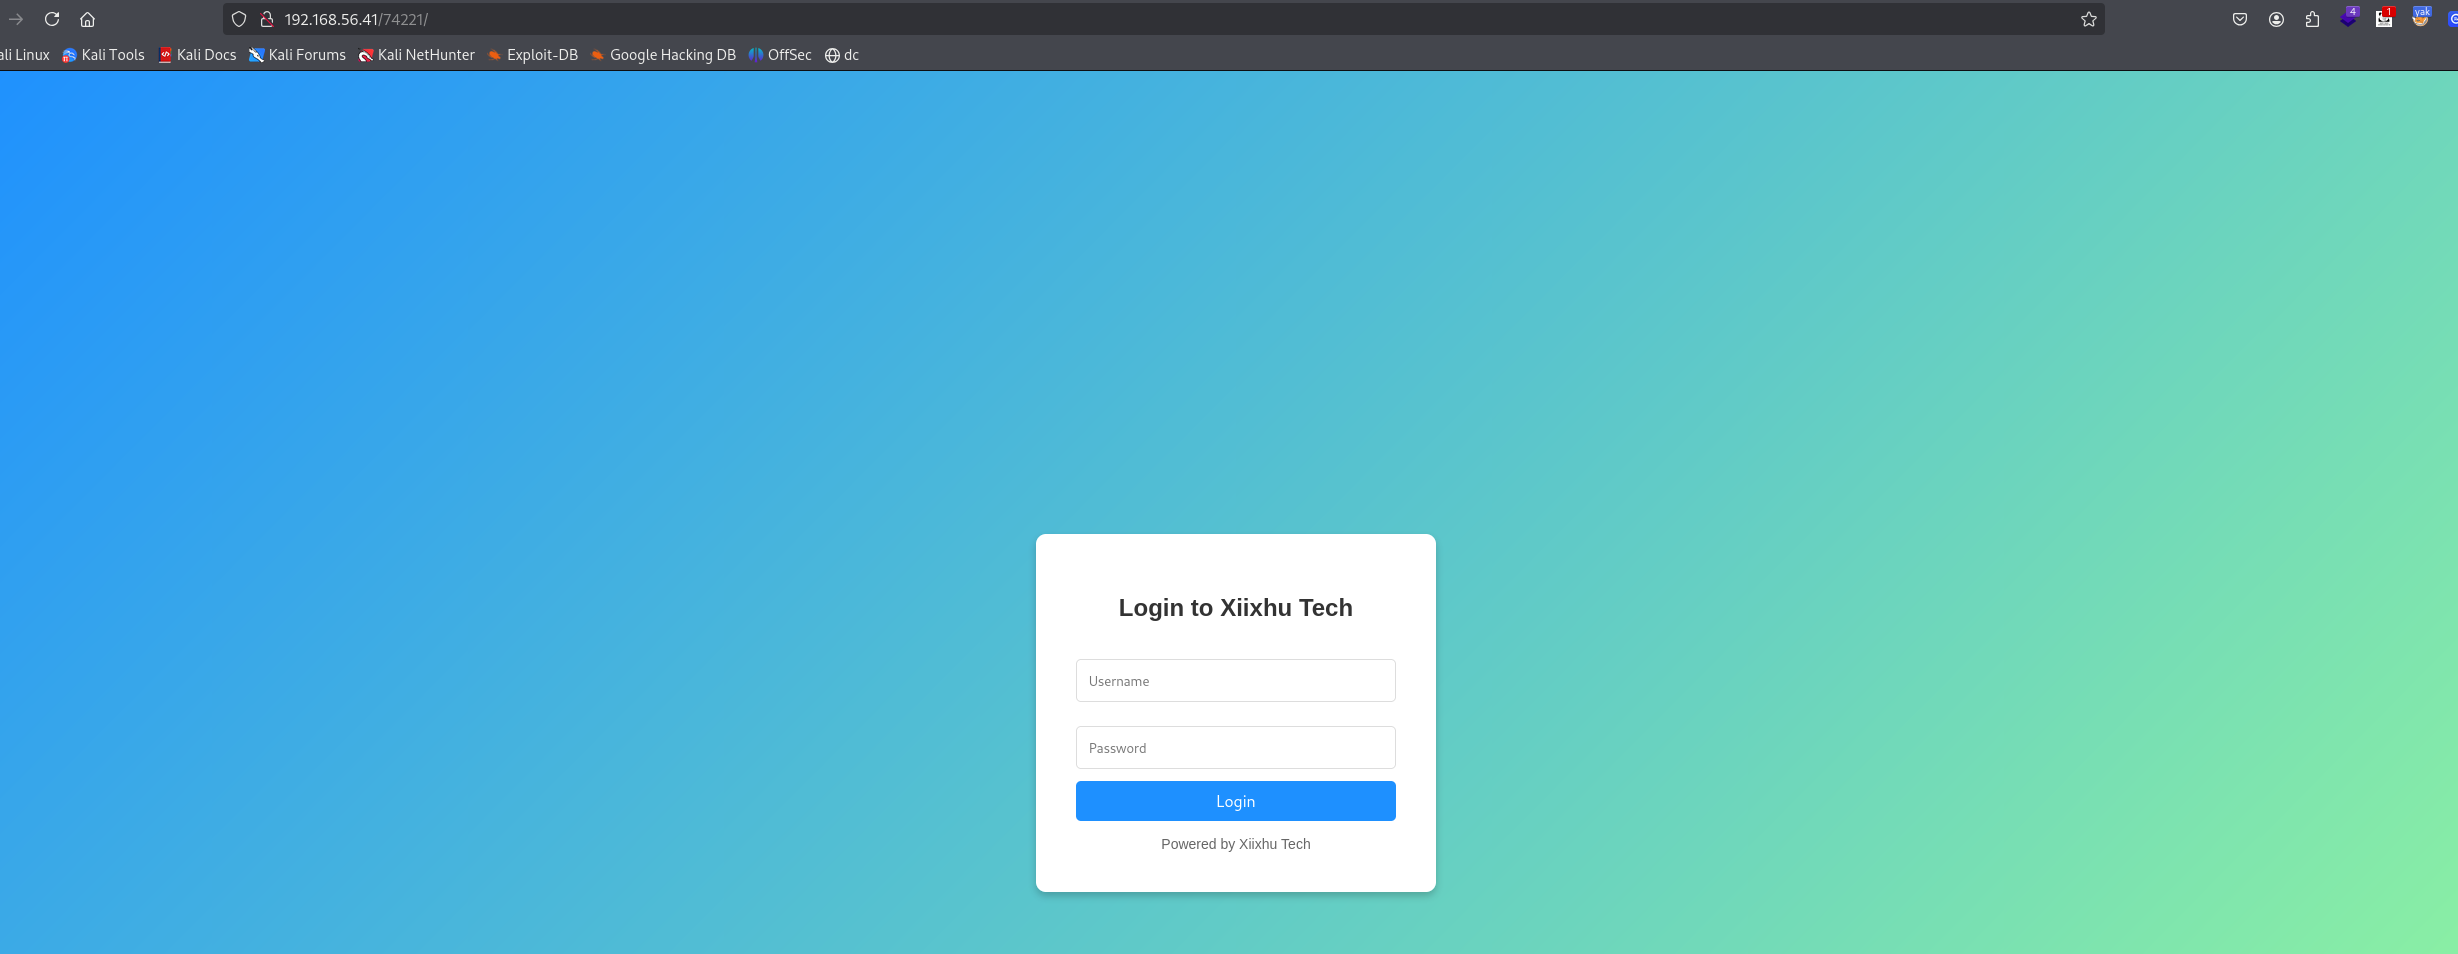 192.168.56.41/74221/
4
1
yak
ali Linux Kali Tools Kali Docs Kali Forums Kali NetHunter Exploit-DB Google Hacking DB OffSec dc
Login to Xiixhu Tech
Username
Password
Login
Powered by Xiixhu Tech